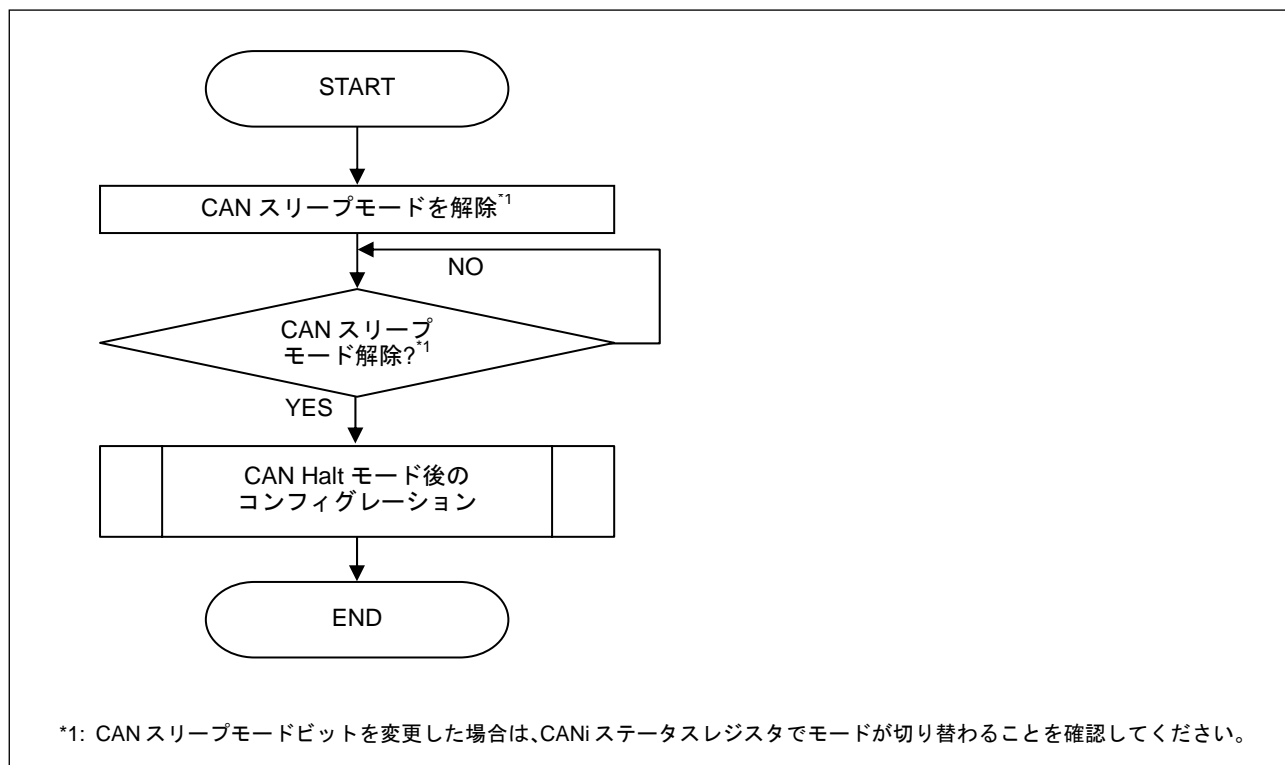 START
CAN スリープモードを解除*1
NO
CAN スリープ
モード解除?*1
YES
CAN Halt モード後の
コンフィグレーション
END
*1: CAN スリープモードビットを変更した場合は、CANi ステータスレジスタでモードが切り替わることを確認してください。